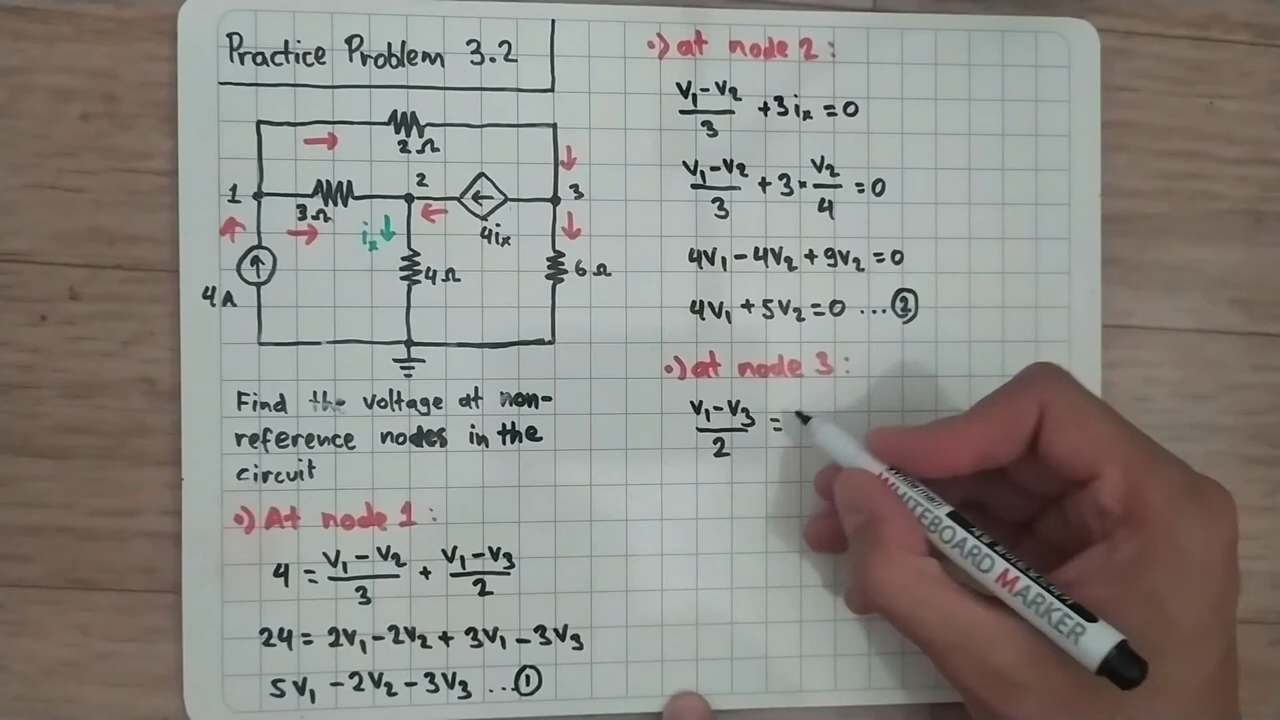 Practice Problem 3.2
2Ω
1
2
3
3Ω
iₓ
4iₓ
4A
4Ω
6Ω
Find the voltage at non-
reference nodes in the
circuit
•) At node 1:
4 = (v₁ - v₂)/3 + (v₁ - v₃)/2
24 = 2v₁ - 2v₂ + 3v₁ - 3v₃
5v₁ - 2v₂ - 3v₃ ... ①
•) at node 2:
(v₁ - v₂)/3 + 3iₓ = 0
(v₁ - v₂)/3 + 3 * v₂/4 = 0
4v₁ - 4v₂ + 9v₂ = 0
4v₁ + 5v₂ = 0 ... ②
•) at node 3:
(v₁ - v₃)/2 =
WHITEBOARD MARKER